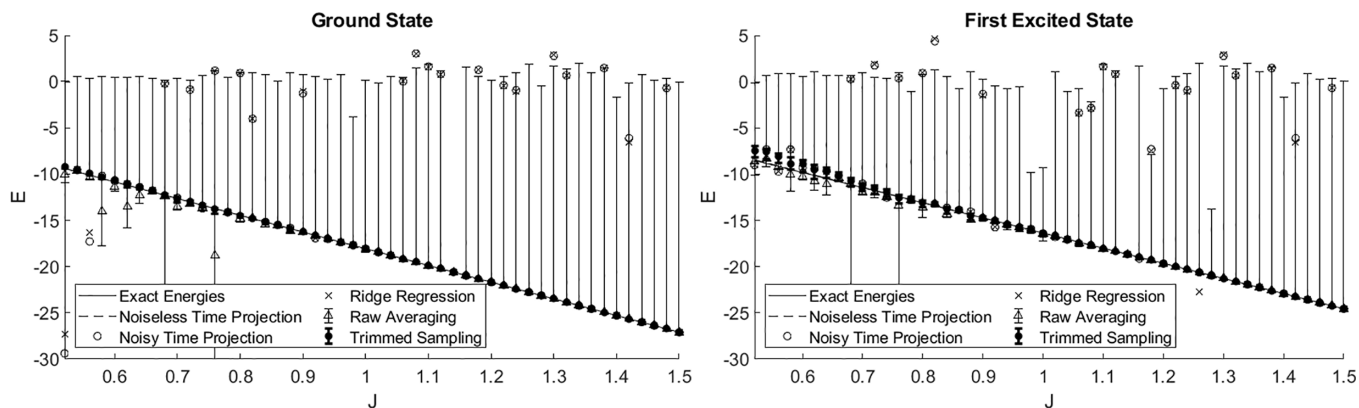 Ground State
5
0
-5
-10
-15
-20
-25
-30
E
Exact Energies
Noiseless Time Projection
Noisy Time Projection
Ridge Regression
Raw Averaging
Trimmed Sampling
0.6 0.7 0.8 0.9 1 1.1 1.2 1.3 1.4 1.5
J
First Excited State
5
0
-5
-10
-15
-20
-25
-30
E
Exact Energies
Noiseless Time Projection
Noisy Time Projection
Ridge Regression
Raw Averaging
Trimmed Sampling
0.6 0.7 0.8 0.9 1 1.1 1.2 1.3 1.4 1.5
J